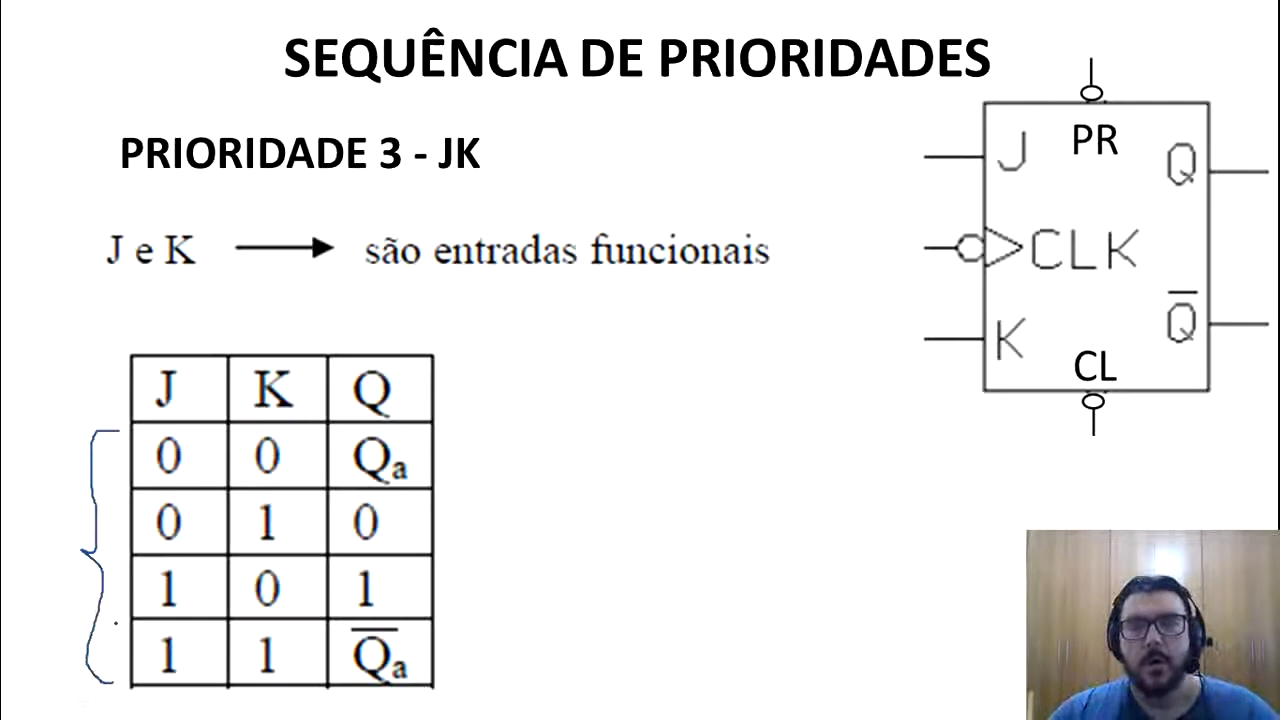 SEQUÊNCIA DE PRIORIDADES
PRIORIDADE 3 - JK
J e K → são entradas funcionais
J K Q
0 0 Qa
0 1 0
1 0 1
1 1 Q̅a
PR
J Q
CLK
K Q̅
CL